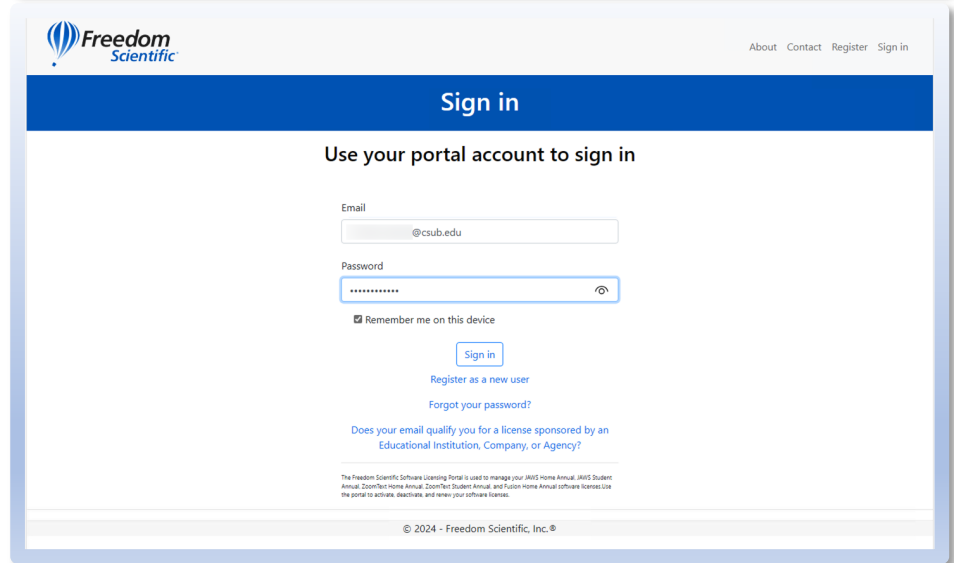 Freedom
Scientific
About Contact Register Sign in
Sign in
Use your portal account to sign in
Email
@csub.edu
Password
••••••••••••
Remember me on this device
Sign in
Register as a new user
Forgot your password?
Does your email qualify you for a license sponsored by an
Educational Institution, Company, or Agency?
The Freedom Scientific Software Licensing Portal is used to manage your JAWS Home Annual, JAWS Student
Annual, ZoomText Home Annual, ZoomText Student Annual, and Fusion Home Annual software licenses.Use
the portal to activate, deactivate, and renew your software licenses.
© 2024 - Freedom Scientific, Inc.®